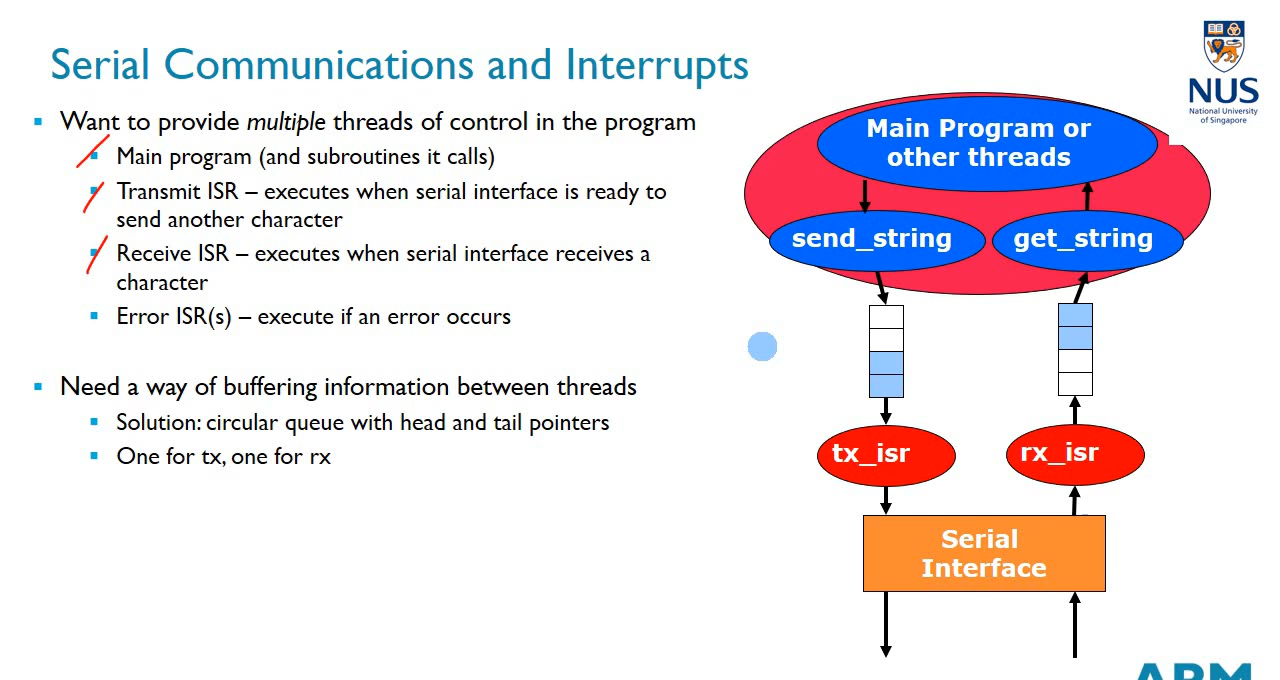 Serial Communications and Interrupts
NUS
National University
of Singapore
Want to provide multiple threads of control in the program
Main program (and subroutines it calls)
Transmit ISR – executes when serial interface is ready to
send another character
Receive ISR – executes when serial interface receives a
character
Error ISR(s) – execute if an error occurs
Need a way of buffering information between threads
Solution: circular queue with head and tail pointers
One for tx, one for rx
Main Program or
other threads
send_string
get_string
tx_isr
rx_isr
Serial
Interface
ARM